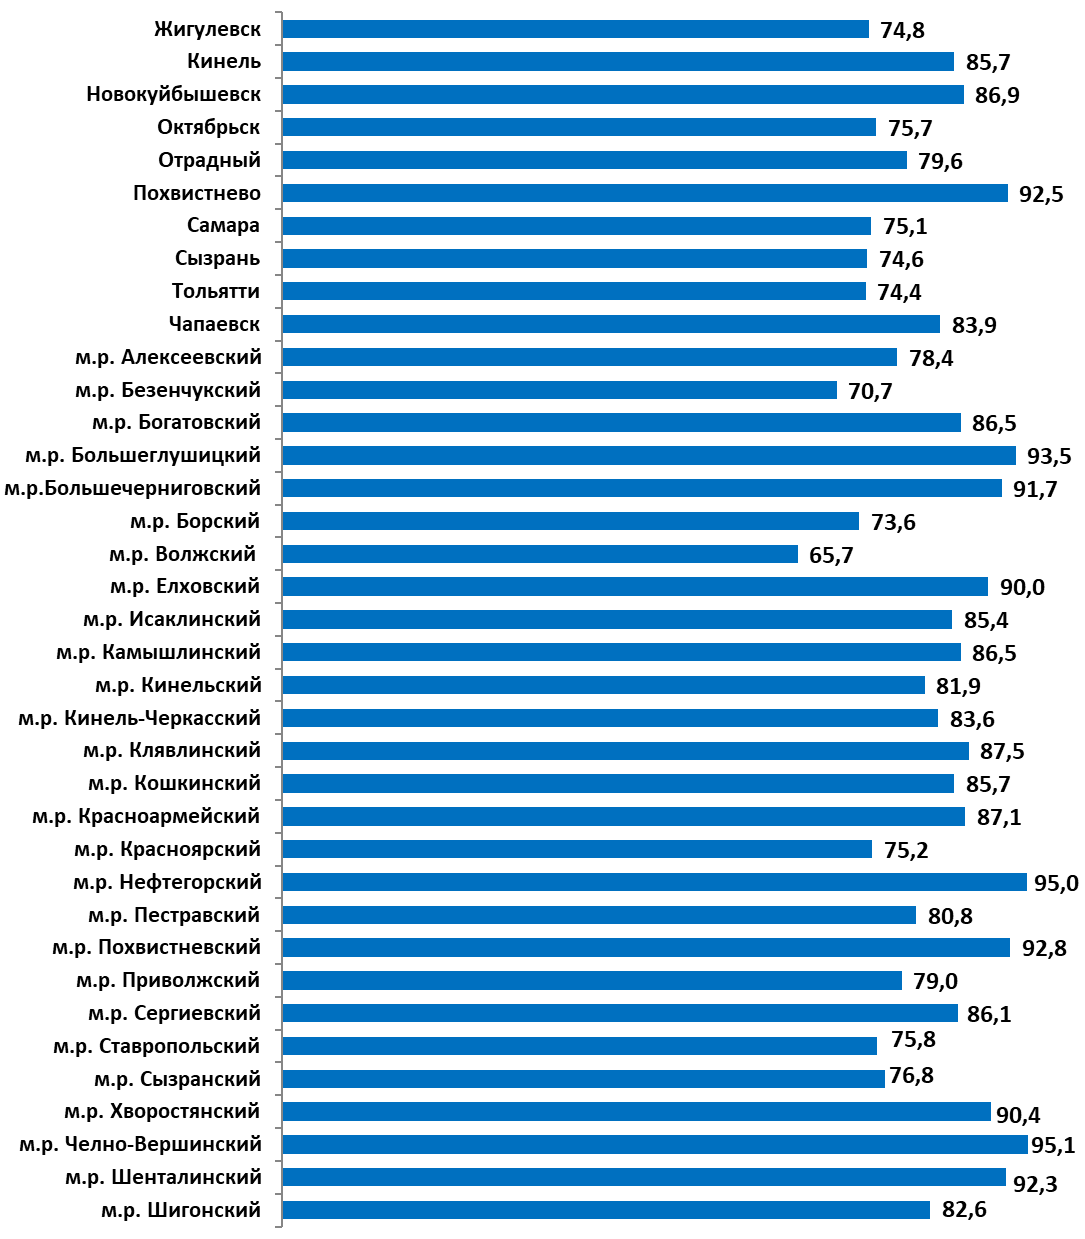 Жигулевск 74,8
Кинель 85,7
Новокуйбышевск 86,9
Октябрьск 75,7
Отрадный 79,6
Похвистнево 92,5
Самара 75,1
Сызрань 74,6
Тольятти 74,4
Чапаевск 83,9
м.р. Алексеевский 78,4
м.р. Безенчукский 70,7
м.р. Богатовский 86,5
м.р. Большеглушицкий 93,5
м.р.Большечерниговский 91,7
м.р. Борский 73,6
м.р. Волжский 65,7
м.р. Елховский 90,0
м.р. Исаклинский 85,4
м.р. Камышлинский 86,5
м.р. Кинельский 81,9
м.р. Кинель-Черкасский 83,6
м.р. Клявлинский 87,5
м.р. Кошкинский 85,7
м.р. Красноармейский 87,1
м.р. Красноярский 75,2
м.р. Нефтегорский 95,0
м.р. Пестравский 80,8
м.р. Похвистневский 92,8
м.р. Приволжский 79,0
м.р. Сергиевский 86,1
м.р. Ставропольский 75,8
м.р. Сызранский 76,8
м.р. Хворостянский 90,4
м.р. Челно-Вершинский 95,1
м.р. Шенталинский 92,3
м.р. Шигонский 82,6